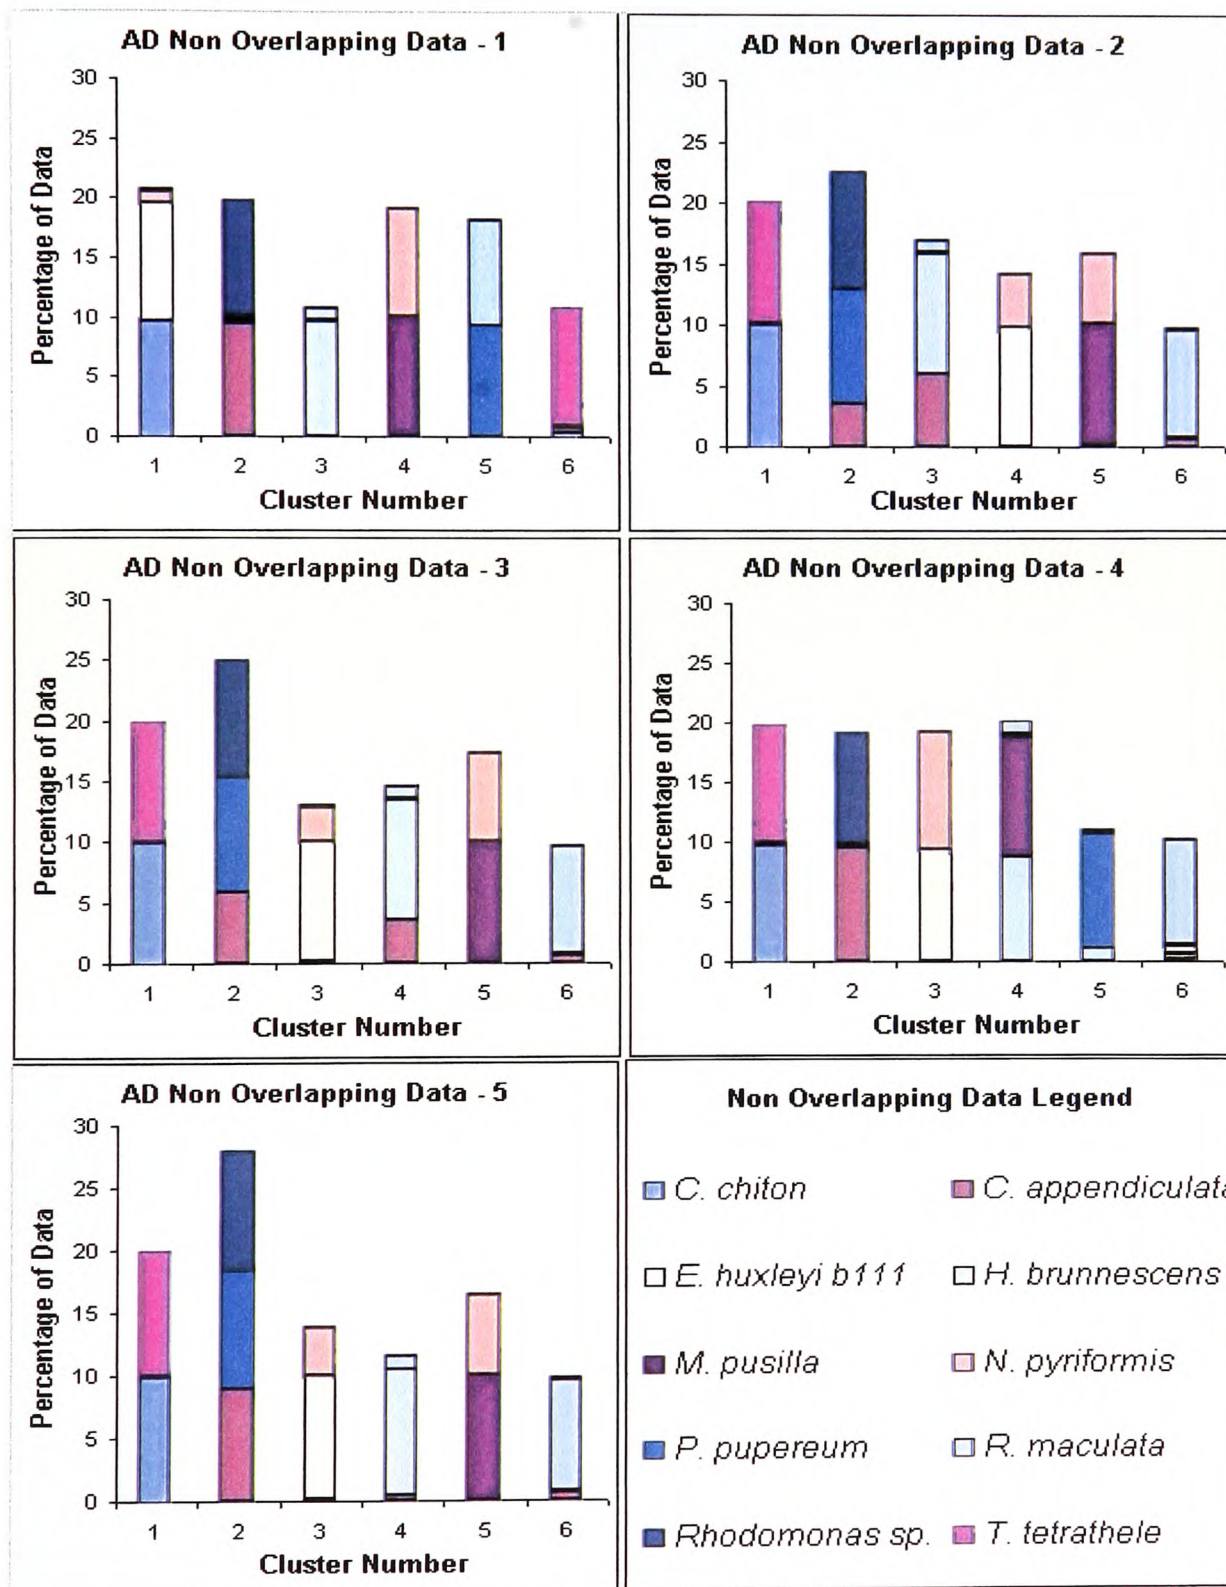 AD Non Overlapping Data - 1
30
25
20
15
10
5
0
Percentage of Data
1 2 3 4 5 6
Cluster Number
AD Non Overlapping Data - 2
30
25
20
15
10
5
0
Percentage of Data
1 2 3 4 5 6
Cluster Number
AD Non Overlapping Data - 3
30
25
20
15
10
5
0
Percentage of Data
1 2 3 4 5 6
Cluster Number
AD Non Overlapping Data - 4
30
25
20
15
10
5
0
Percentage of Data
1 2 3 4 5 6
Cluster Number
AD Non Overlapping Data - 5
30
25
20
15
10
5
0
Percentage of Data
1 2 3 4 5 6
Cluster Number
Non Overlapping Data Legend
C. chiton C. appendiculata
E. huxleyi b111 H. brunnescens
M. pusilla N. pyriformis
P. pupereum R. maculata
Rhodomonas sp. T. tetrathele